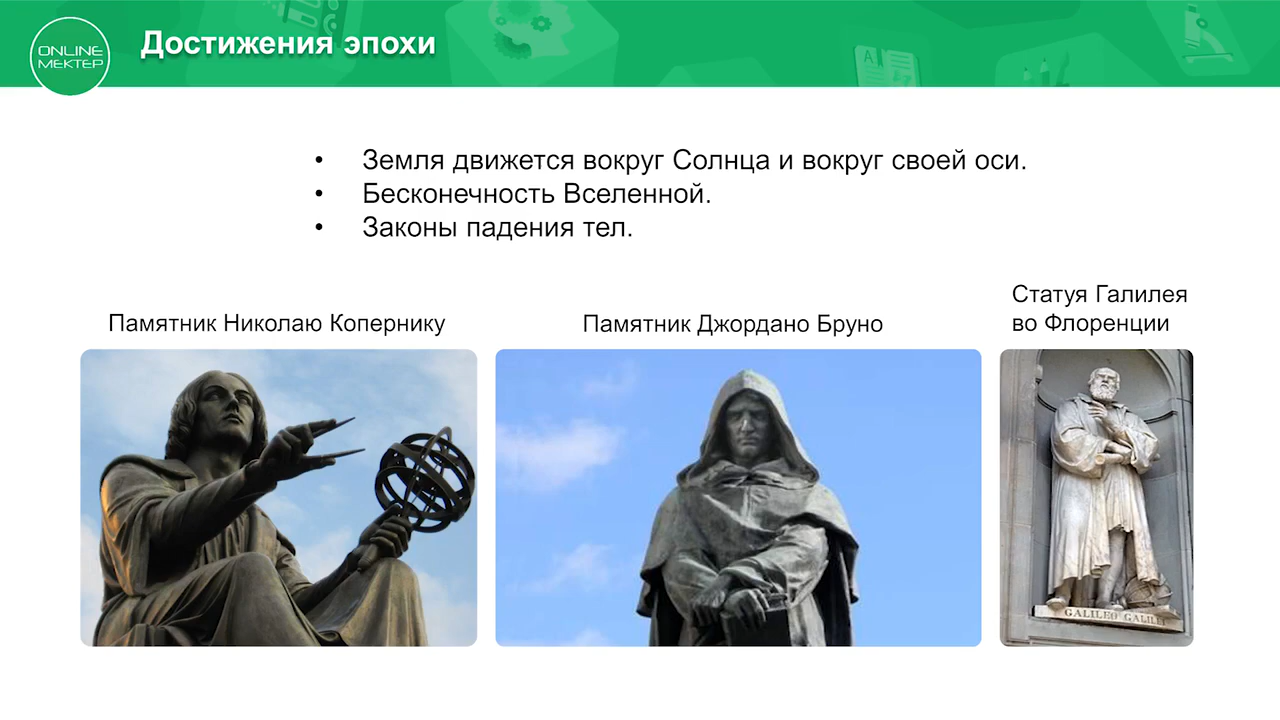 ONLINE
МЕКТЕР
Достижения эпохи
• Земля движется вокруг Солнца и вокруг своей оси.
• Бесконечность Вселенной.
• Законы падения тел.
Памятник Николаю Копернику
Памятник Джордано Бруно
Статуя Галилея
во Флоренции
GALILEO GALILEI